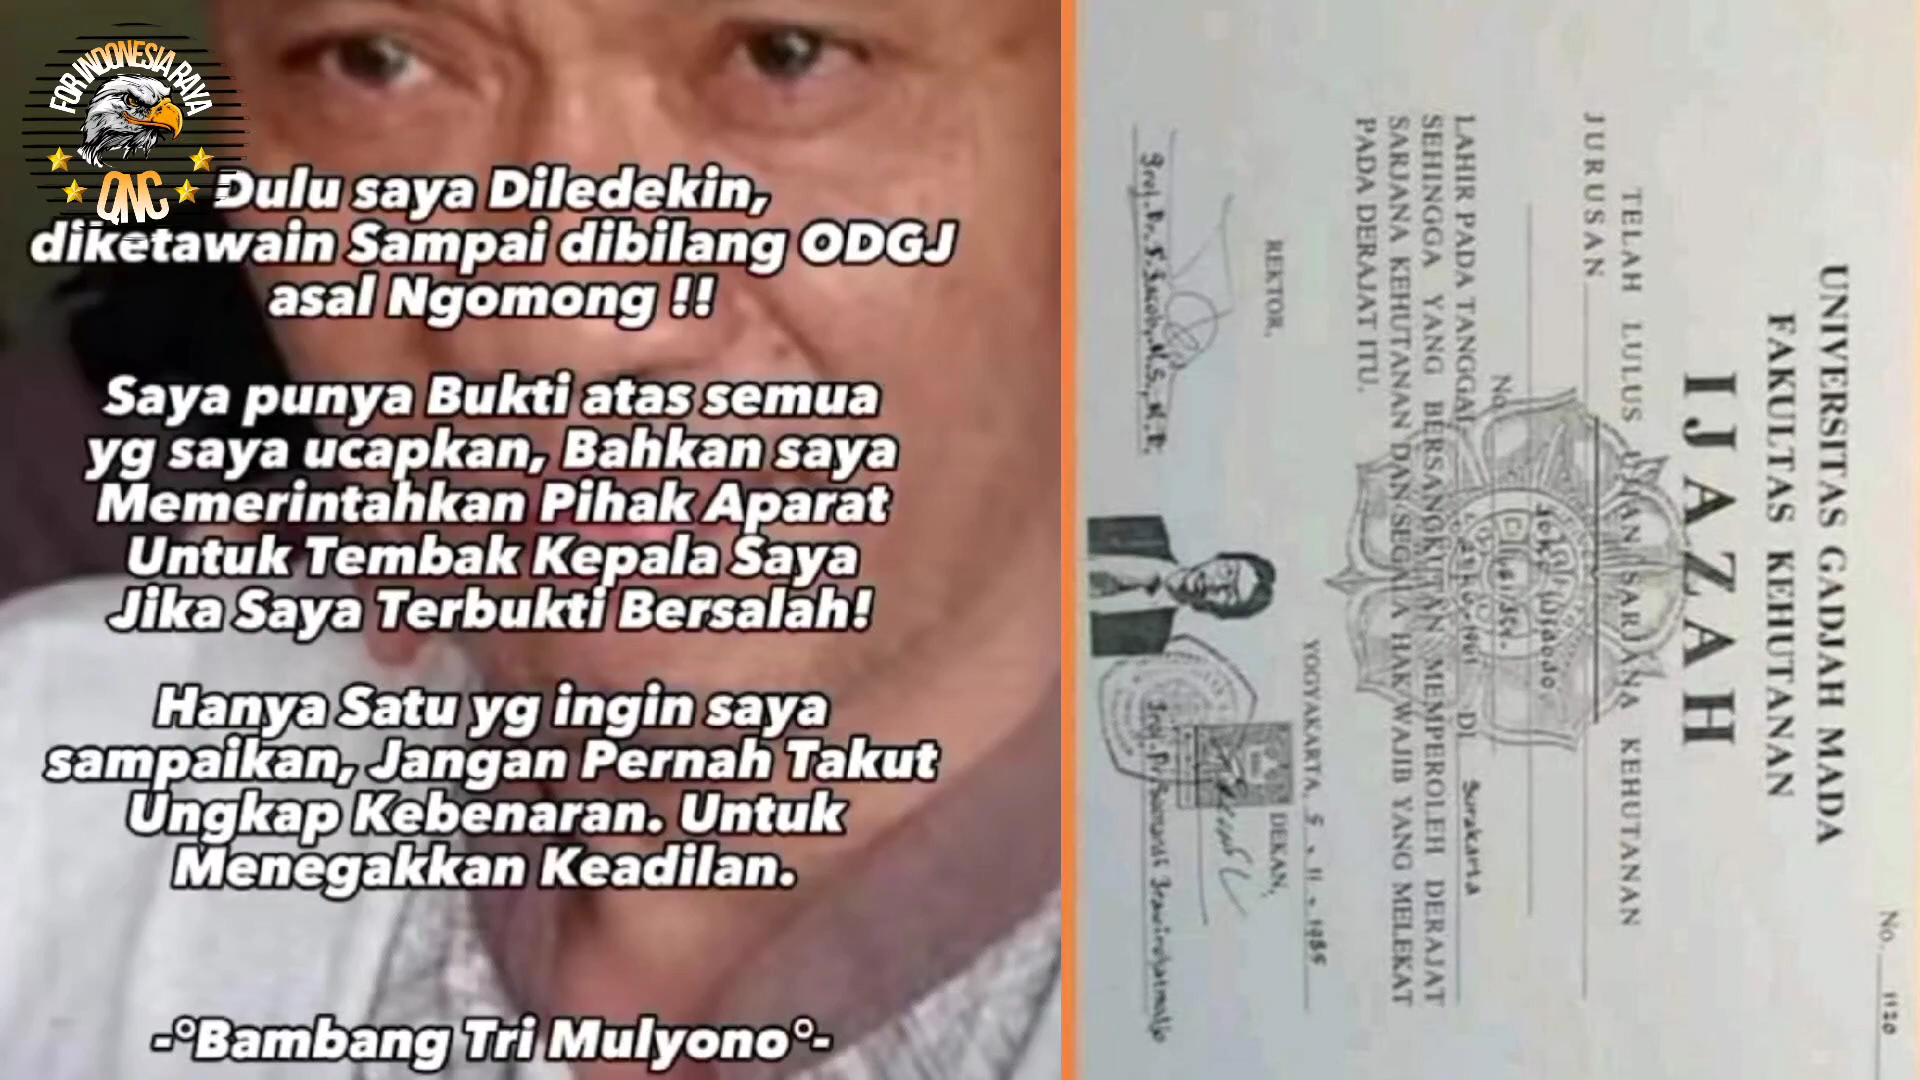 FOR INDONESIA RAYA
QNC
Dulu saya Diledekin,
diketawain Sampai dibilang ODGJ
asal Ngomong !!
Saya punya Bukti atas semua
yg saya ucapkan, Bahkan saya
Memerintahkan Pihak Aparat
Untuk Tembak Kepala Saya
Jika Saya Terbukti Bersalah!
Hanya Satu yg ingin saya
sampaikan, Jangan Pernah Takut
Ungkap Kebenaran. Untuk
Menegakkan Keadilan.
-°Bambang Tri Mulyono°-
No. 1120
UNIVERSITAS GADJAH MADA
FAKULTAS KEHUTANAN
IJAZAH
TELAH LULUS UJIAN SARJANA KEHUTANAN
JURUSAN
No.
LAHIR PADA TANGGAL DI Surakarta
SEHINGGA YANG BERSANGKUTAN MEMPEROLEH DERAJAT
SARJANA KEHUTANAN DAN SEGALA HAK/WAJIB YANG MELEKAT
PADA DERAJAT ITU.
YOGYAKARTA, 5 - 11 - 1985
REKTOR,
DEKAN,